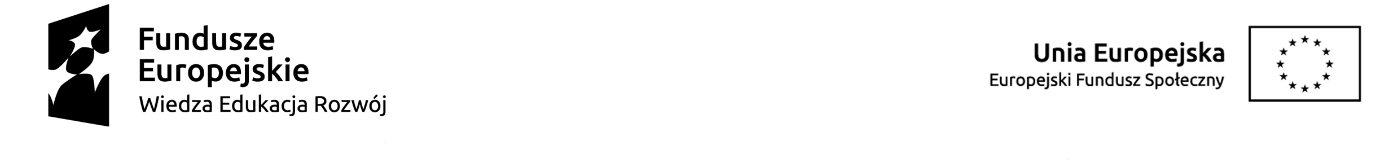 Fundusze
Europejskie
Wiedza Edukacja Rozwój
Unia Europejska
Europejski Fundusz Społeczny